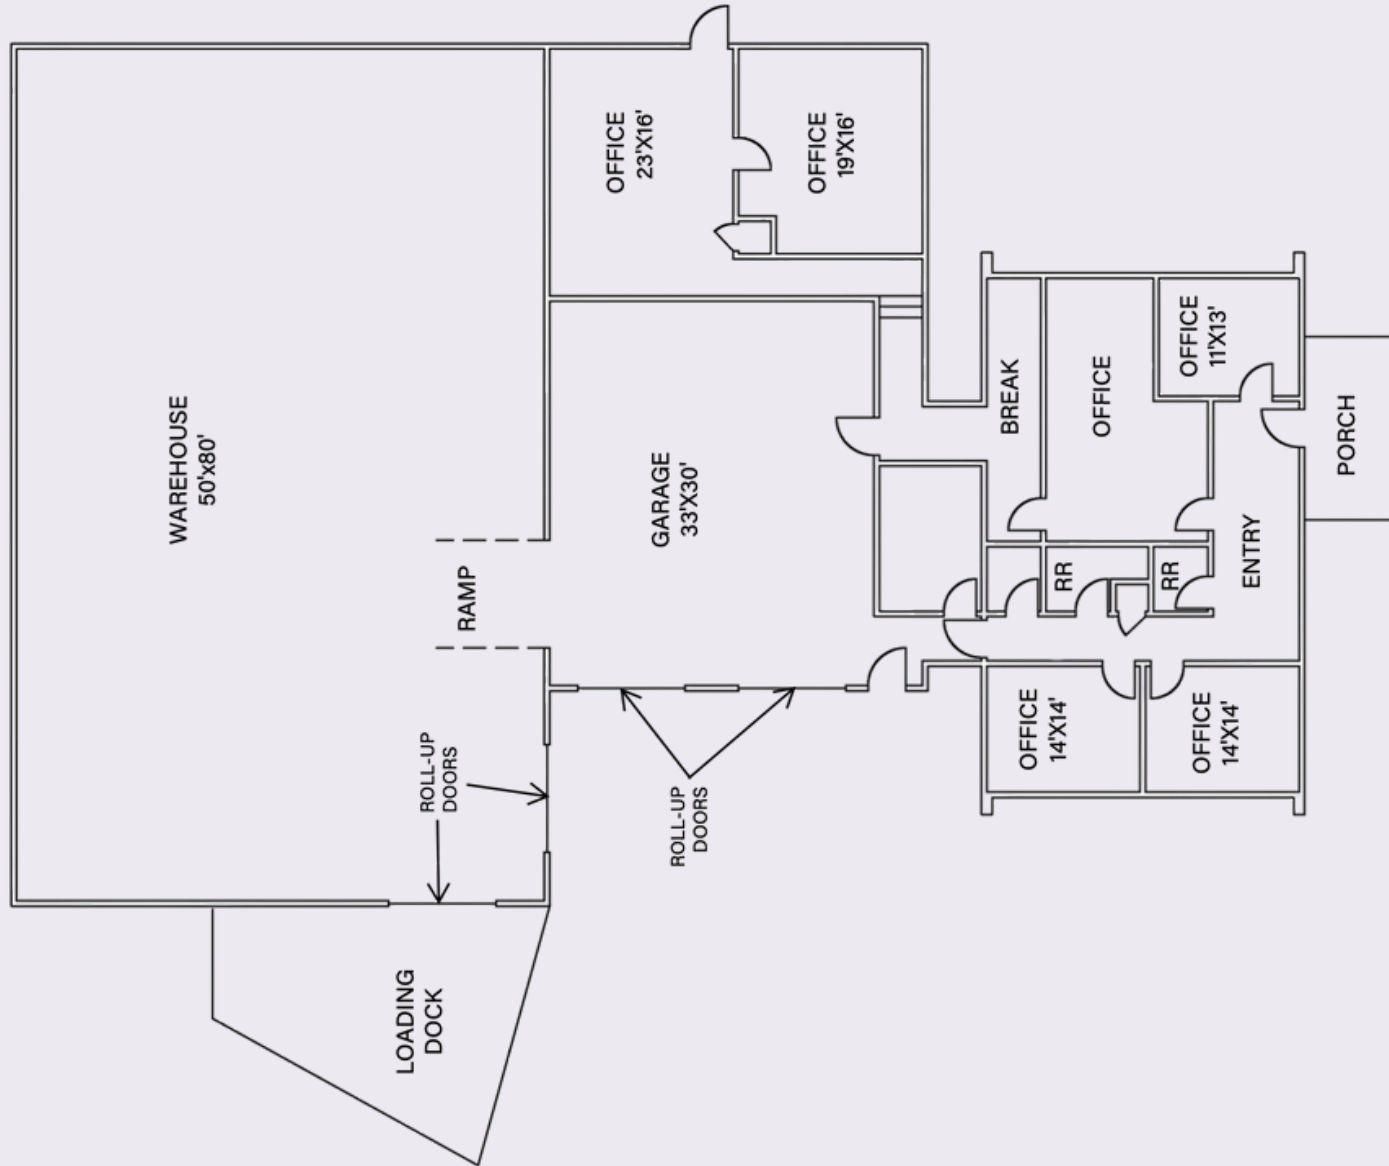 WAREHOUSE
50'x80'
RAMP
ROLL-UP
DOORS
LOADING
DOCK
OFFICE
23'X16'
OFFICE
19'X16'
GARAGE
33'X30'
ROLL-UP
DOORS
BREAK
OFFICE
OFFICE
11'X13'
RR
RR
ENTRY
PORCH
OFFICE
14'X14'
OFFICE
14'X14'